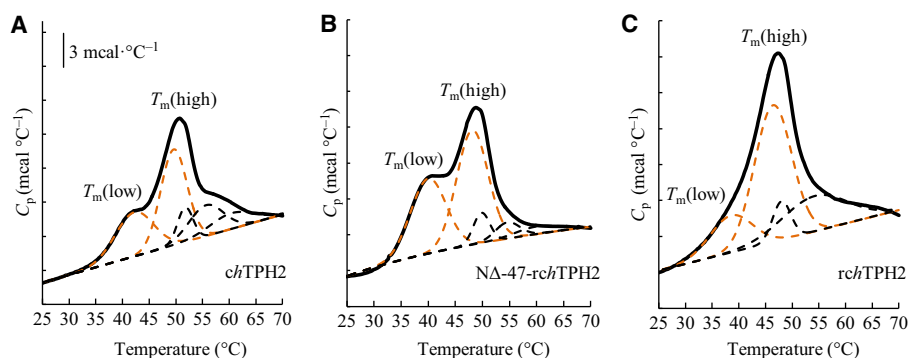 A
3 mcal·°C⁻¹
Tm(high)
Tm(low)
Cp (mcal °C⁻¹)
chTPH2
25 30 35 40 45 50 55 60 65 70
Temperature (°C)
B
Tm(high)
Tm(low)
Cp (mcal °C⁻¹)
NΔ-47-rchTPH2
25 30 35 40 45 50 55 60 65 70
Temperature (°C)
C
Tm(high)
Tm(low)
Cp (mcal °C⁻¹)
rchTPH2
25 30 35 40 45 50 55 60 65 70
Temperature (°C)